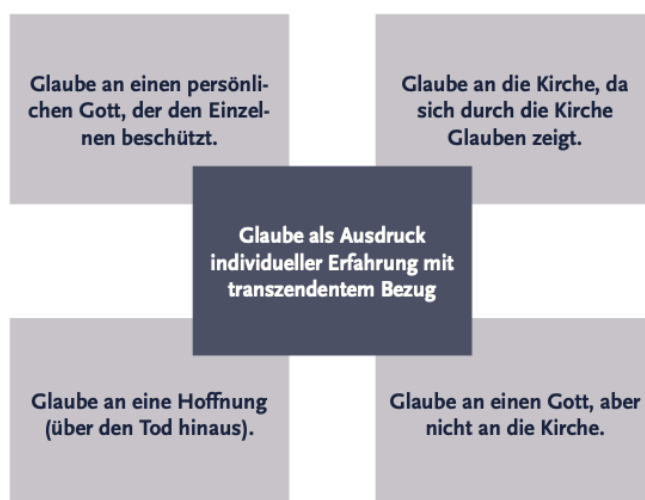 Glaube an einen persönli-
chen Gott, der den Einzel-
nen beschützt.
Glaube an die Kirche, da
sich durch die Kirche
Glauben zeigt.
Glaube als Ausdruck
individueller Erfahrung mit
transzendentem Bezug
Glaube an eine Hoffnung
(über den Tod hinaus).
Glaube an einen Gott, aber
nicht an die Kirche.